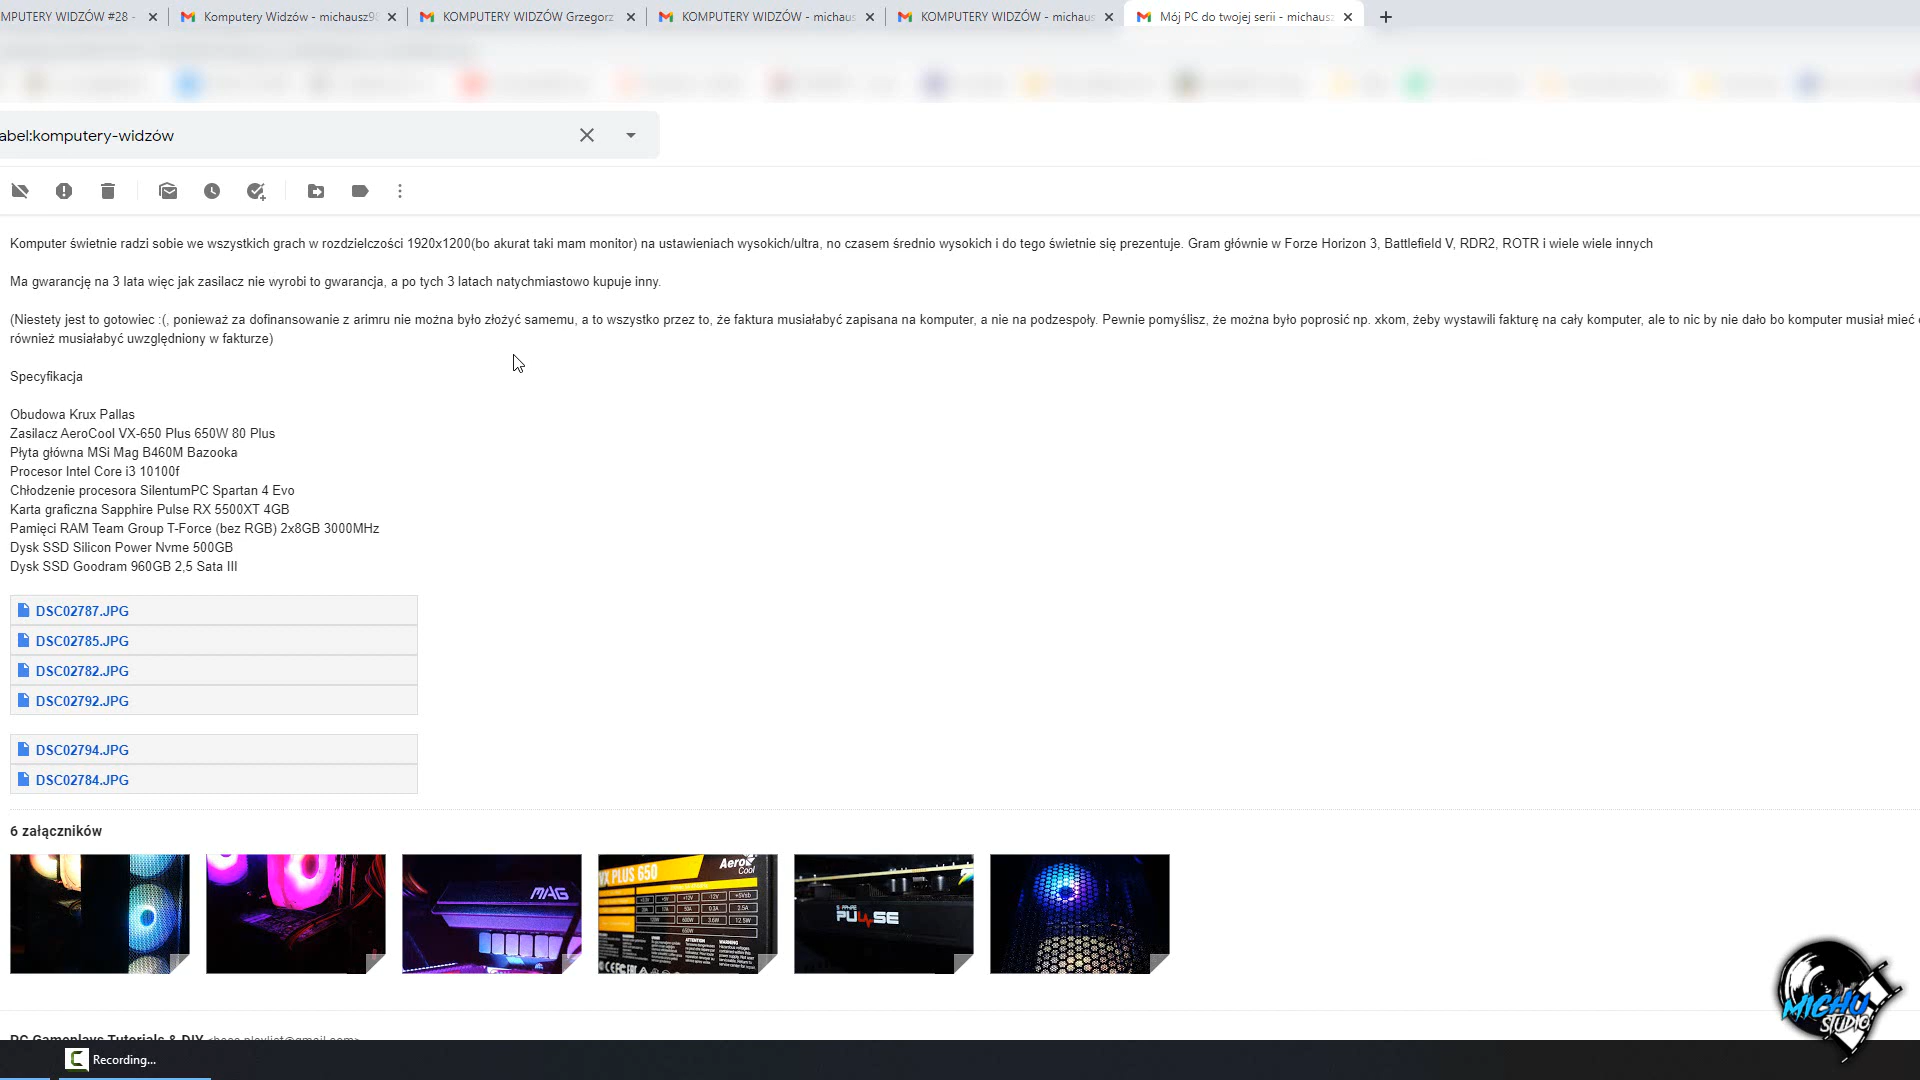 MPUTERY WIDZÓW #28 -
Komputery Widzów - michausz98
KOMPUTERY WIDZÓW Grzegorz
KOMPUTERY WIDZÓW - michaus
KOMPUTERY WIDZÓW - michaus
Mój PC do twojej serii - michausz
abel:komputery-widzów
Komputer świetnie radzi sobie we wszystkich grach w rozdzielczości 1920x1200(bo akurat taki mam monitor) na ustawieniach wysokich/ultra, no czasem średnio wysokich i do tego świetnie się prezentuje. Gram głównie w Forze Horizon 3, Battlefield V, RDR2, ROTR i wiele wiele innych
Ma gwarancję na 3 lata więc jak zasilacz nie wyrobi to gwarancja, a po tych 3 latach natychmiastowo kupuje inny.
(Niestety jest to gotowiec :(, ponieważ za dofinansowanie z arimru nie można było złożyć samemu, a to wszystko przez to, że faktura musiałabyć zapisana na komputer, a nie na podzespoły. Pewnie pomyślisz, że można było poprosić np. xkom, żeby wystawili fakturę na cały komputer, ale to nic by nie dało bo komputer musiał mieć
również musiałabyć uwzględniony w fakturze)
Specyfikacja
Obudowa Krux Pallas
Zasilacz AeroCool VX-650 Plus 650W 80 Plus
Płyta główna MSi Mag B460M Bazooka
Procesor Intel Core i3 10100f
Chłodzenie procesora SilentumPC Spartan 4 Evo
Karta graficzna Sapphire Pulse RX 5500XT 4GB
Pamięci RAM Team Group T-Force (bez RGB) 2x8GB 3000MHz
Dysk SSD Silicon Power Nvme 500GB
Dysk SSD Goodram 960GB 2,5 Sata III
DSC02787.JPG
DSC02785.JPG
DSC02782.JPG
DSC02792.JPG
DSC02794.JPG
DSC02784.JPG
6 załączników
MAG
VX PLUS 650
Aero
Cool
SAPPHIRE
PULSE
PC Gameplays Tutorials & DIY
MICHU
STUDIO
Recording...